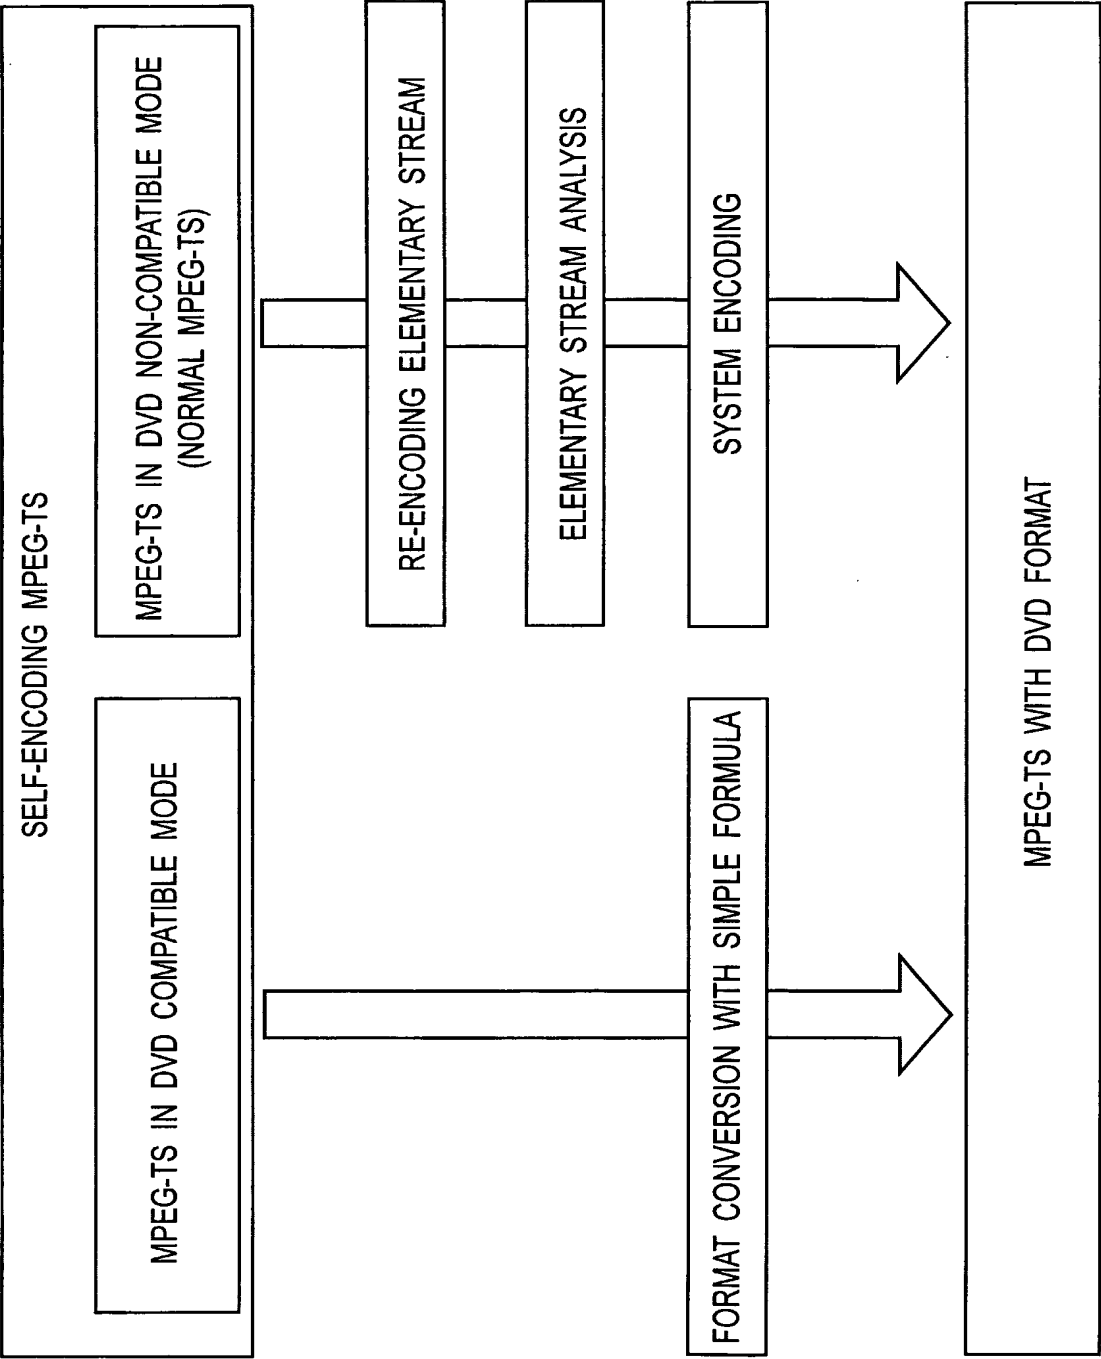 SELF-ENCODING MPEG-TS
MPEG-TS IN DVD COMPATIBLE MODE
MPEG-TS IN DVD NON-COMPATIBLE MODE
(NORMAL MPEG-TS)
RE-ENCODING ELEMENTARY STREAM
ELEMENTARY STREAM ANALYSIS
FORMAT CONVERSION WITH SIMPLE FORMULA
SYSTEM ENCODING
MPEG-TS WITH DVD FORMAT